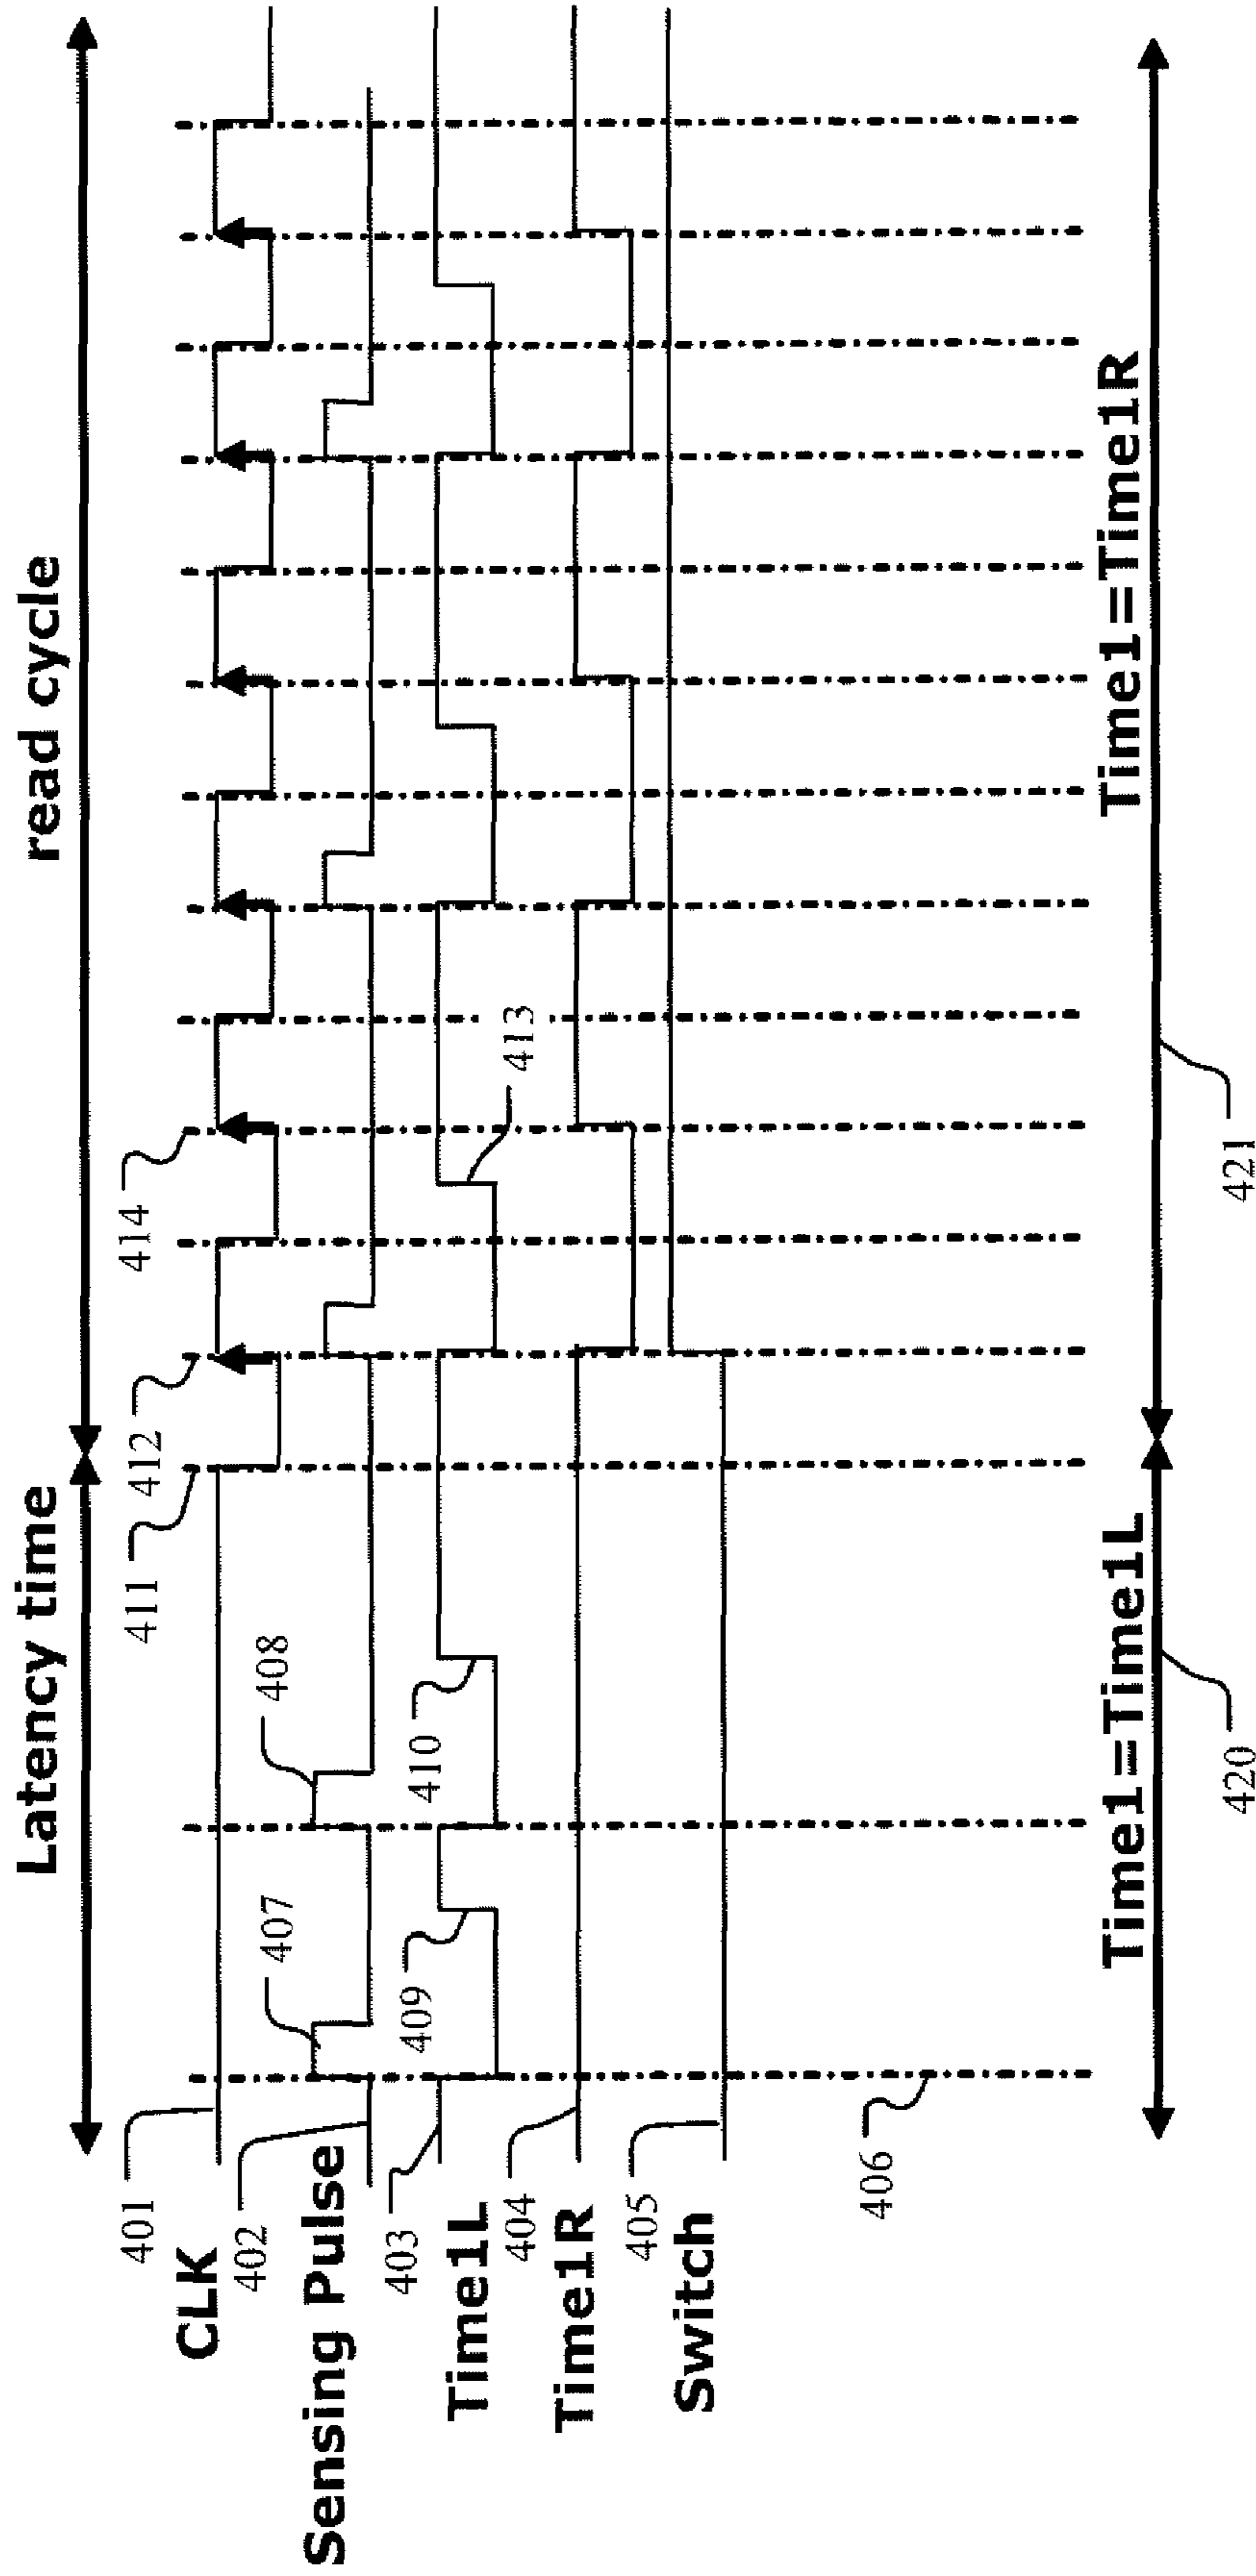 Latency time
read cycle
401
CLK
411
412
414
402
Sensing Pulse
407
408
403
Time1L
409
410
413
404
Time1R
405
Switch
406
Time1=Time1L
Time1=Time1R
420
421